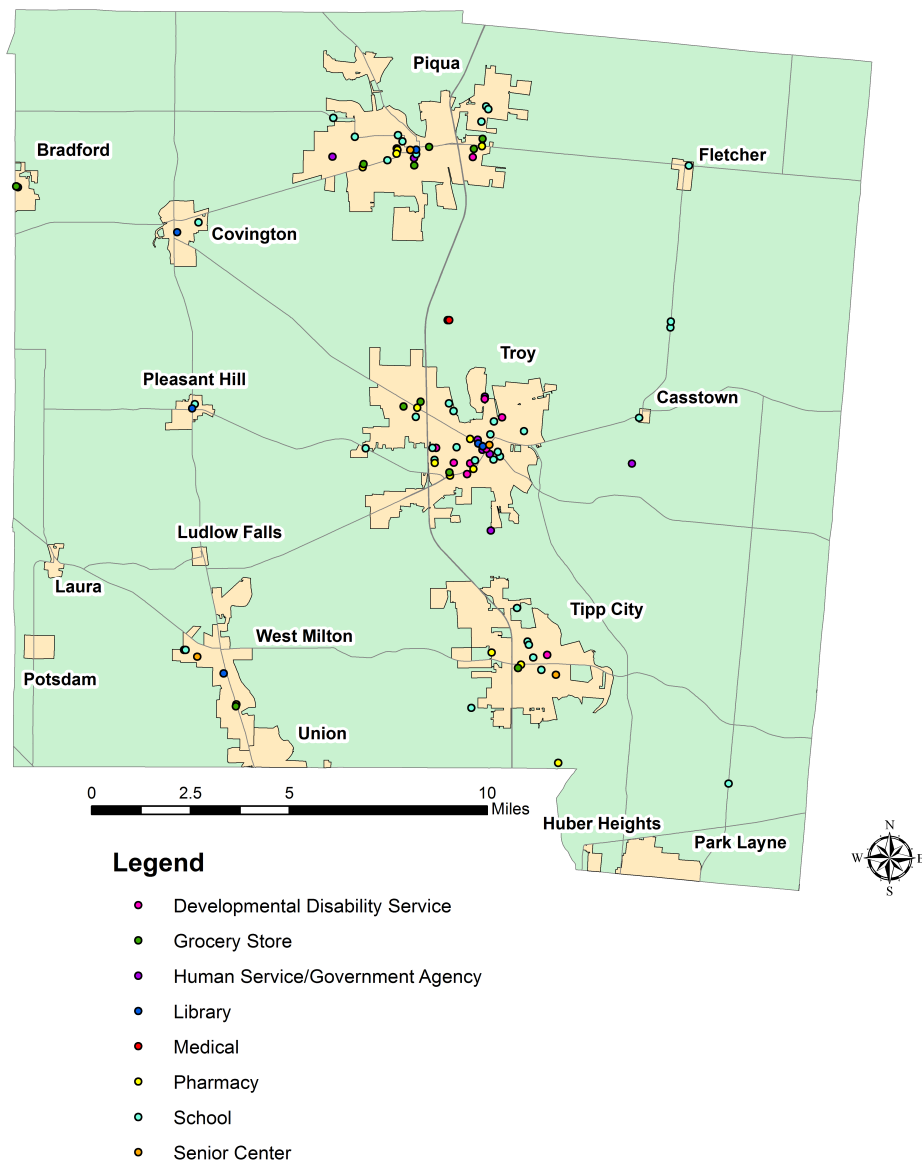 Piqua
Bradford
Fletcher
Covington
Troy
Pleasant Hill
Casstown
Ludlow Falls
Laura
Tipp City
West Milton
Potsdam
Union
0 2.5 5 10
Miles
Huber Heights
Park Layne
N
W E
S
Legend
Developmental Disability Service
Grocery Store
Human Service/Government Agency
Library
Medical
Pharmacy
School
Senior Center